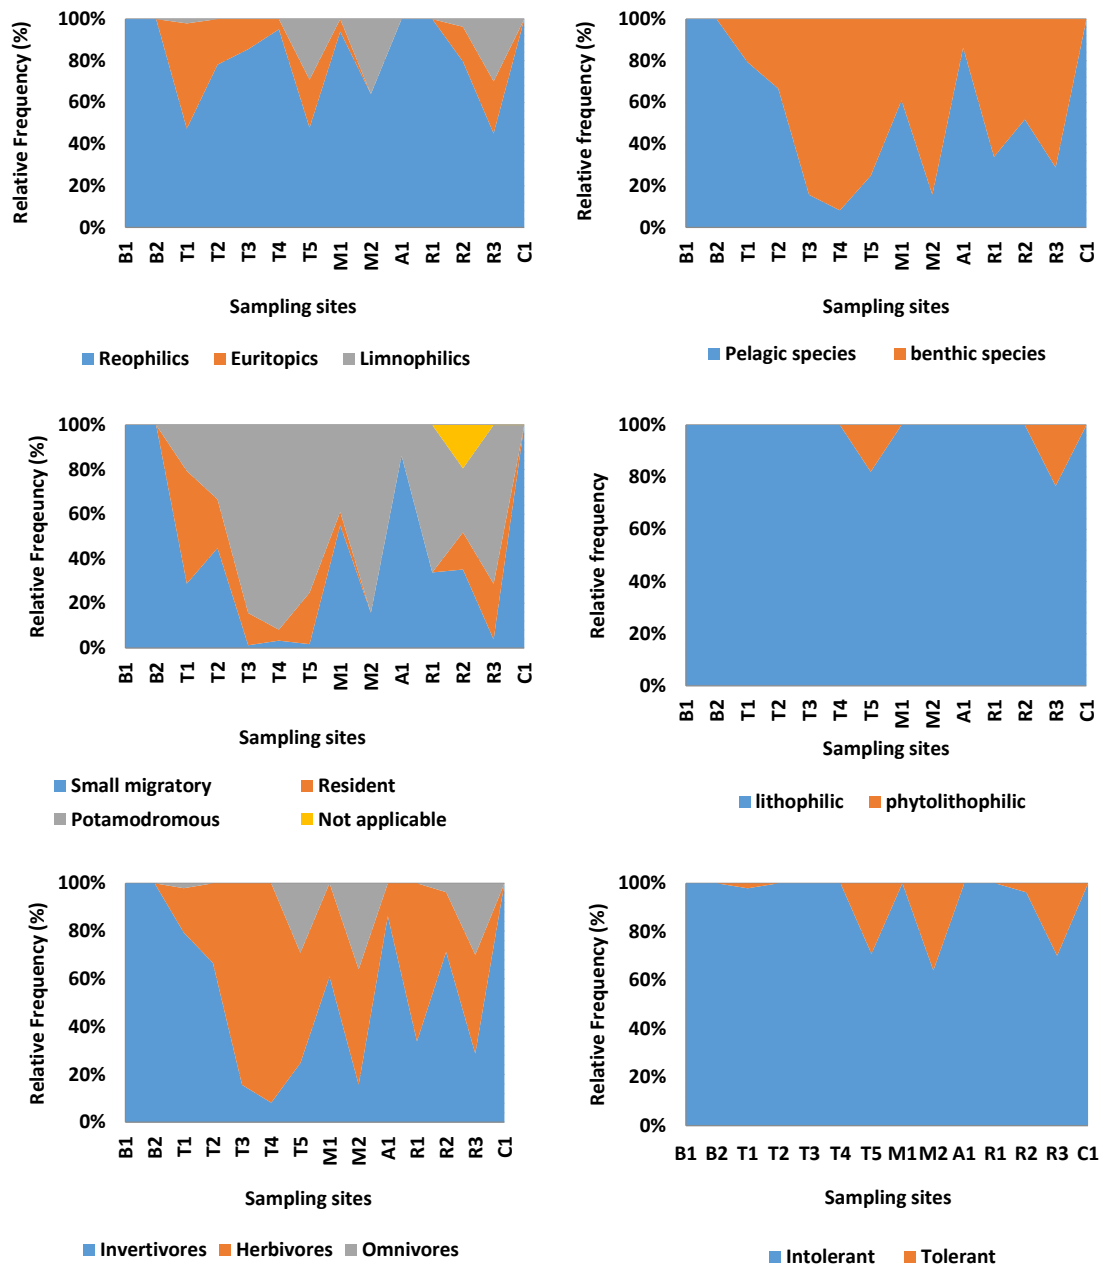 Relative Frequency (%)
100%
80%
60%
40%
20%
0%
B1 B2 T1 T2 T3 T4 T5 M1 M2 A1 R1 R2 R3 C1
Sampling sites
Reophilics Euritopics Limnophilics
Relative frequency (%)
100%
80%
60%
40%
20%
0%
B1 B2 T1 T2 T3 T4 T5 M1 M2 A1 R1 R2 R3 C1
Sampling sites
Pelagic species benthic species
Relative Freqeuncy (%)
100%
80%
60%
40%
20%
0%
B1 B2 T1 T2 T3 T4 T5 M1 M2 A1 R1 R2 R3 C1
Sampling sites
Small migratory Resident
Potamodromous Not applicable
Relative frequency
100%
80%
60%
40%
20%
0%
B1 B2 T1 T2 T3 T4 T5 M1 M2 A1 R1 R2 R3 C1
Sampling sites
lithophilic phytolithophilic
Relative Frequency (%)
100%
80%
60%
40%
20%
0%
B1 B2 T1 T2 T3 T4 T5 M1 M2 A1 R1 R2 R3 C1
Sampling sites
Invertivores Herbivores Omnivores
Relative Frequency (%)
100%
80%
60%
40%
20%
0%
B1 B2 T1 T2 T3 T4 T5 M1 M2 A1 R1 R2 R3 C1
Sampling sites
Intolerant Tolerant